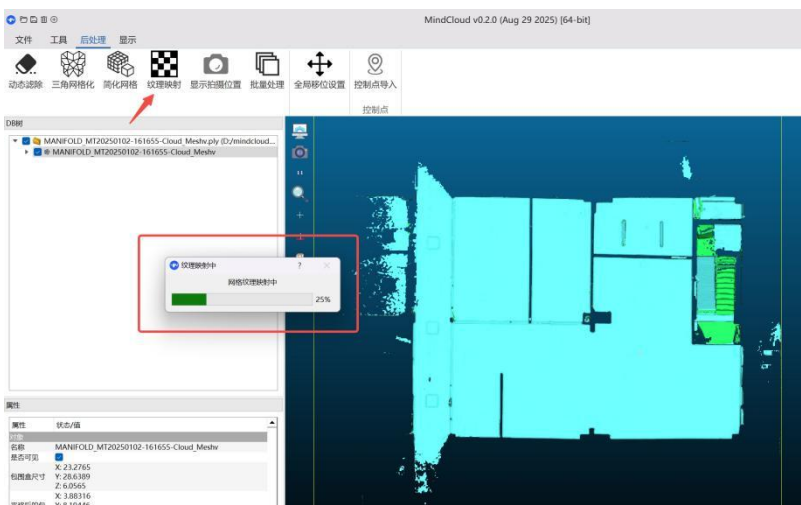 MindCloud v0.2.0 (Aug 29 2025) [64-bit]
文件 工具 后处理 显示
动态滤除 三角网格化 简化网格 纹理映射 显示拍摄位置 批量处理 全局移位设置 控制点导入
控制点
DB树
MANIFOLD_MT20250102-161655-Cloud_Meshv.ply (D:/mindcloud...
MANIFOLD_MT20250102-161655-Cloud_Meshv
纹理映射中 ?
网格纹理映射中
25%
属性
属性 状态/值
对象
名称 MANIFOLD_MT20250102-161655-Cloud_Meshv
是否可见
X: 23.2765
包围盒尺寸 Y: 28.6389
Z: 6.0565
X: 3.88316